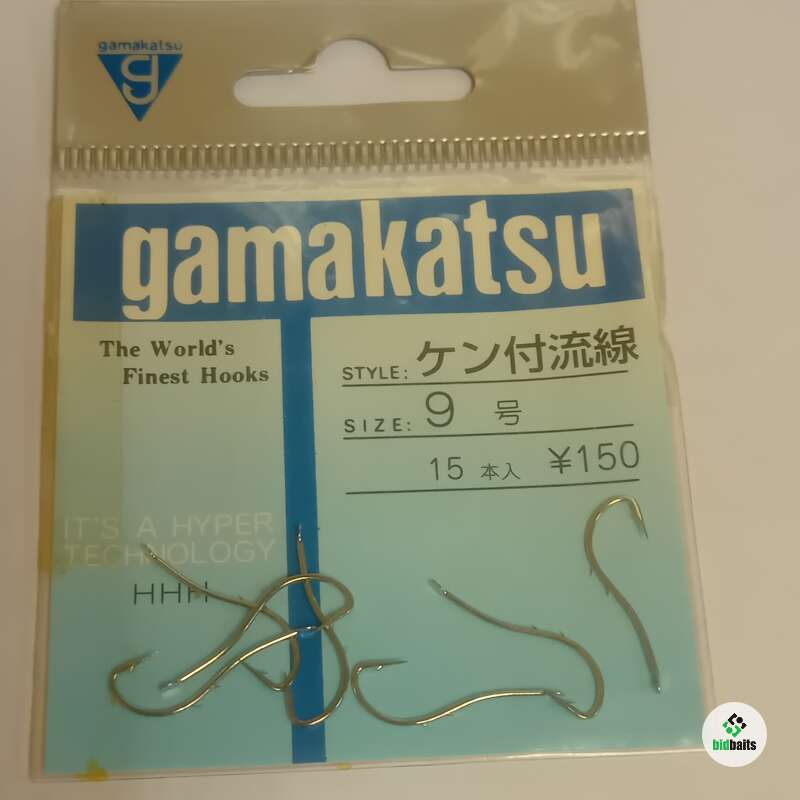 gamakatsu
g
gamakatsu
The World's
Finest Hooks
STYLE: ケン付流線
SIZE: 9 号
15 本入 ¥150
IT'S A HYPER
TECHNOLOGY
HHH
bidbaits